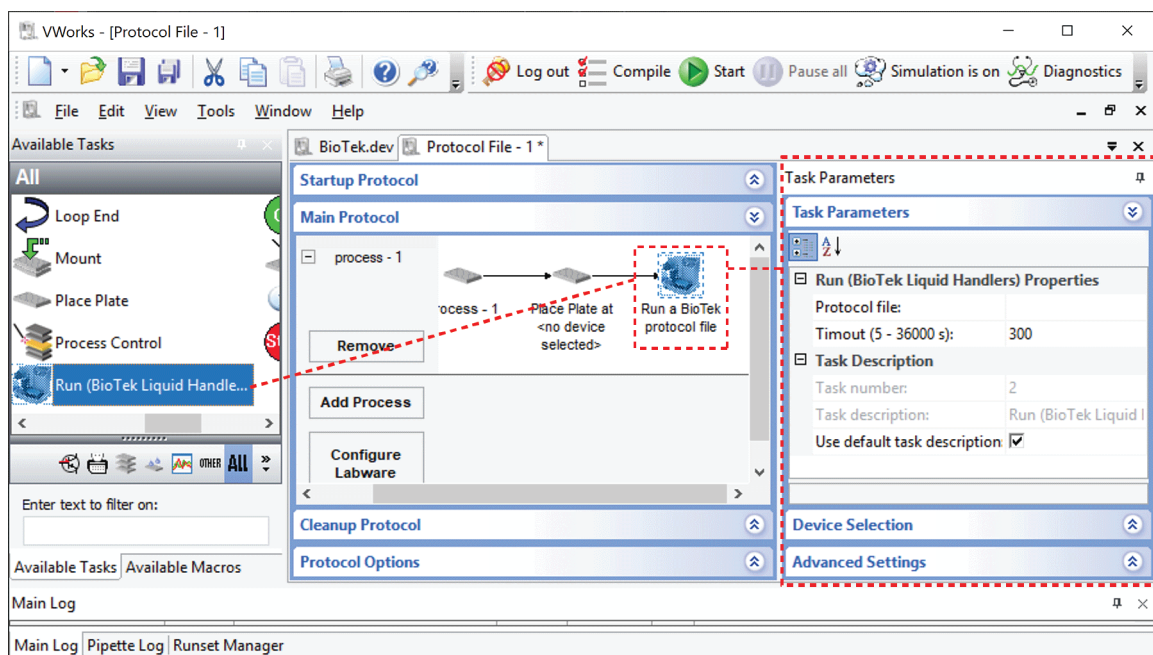 VWorks - [Protocol File - 1]
Log out
Compile
Start
Pause all
Simulation is on
Diagnostics
File Edit View Tools Window Help
Available Tasks
All
Loop End
Mount
Place Plate
Process Control
Run (BioTek Liquid Handle...
OTHER
All
Enter text to filter on:
Available Tasks
Available Macros
BioTek.dev
Protocol File - 1 *
Startup Protocol
Main Protocol
process - 1
rocess - 1
Place Plate at
<no device
selected>
Run a BioTek
protocol file
Remove
Add Process
Configure
Labware
Cleanup Protocol
Protocol Options
Task Parameters
Task Parameters
Run (BioTek Liquid Handlers) Properties
Protocol file:
Timout (5 - 36000 s): 300
Task Description
Task number: 2
Task description: Run (BioTek Liquid
Use default task description
Device Selection
Advanced Settings
Main Log
Main Log
Pipette Log
Runset Manager